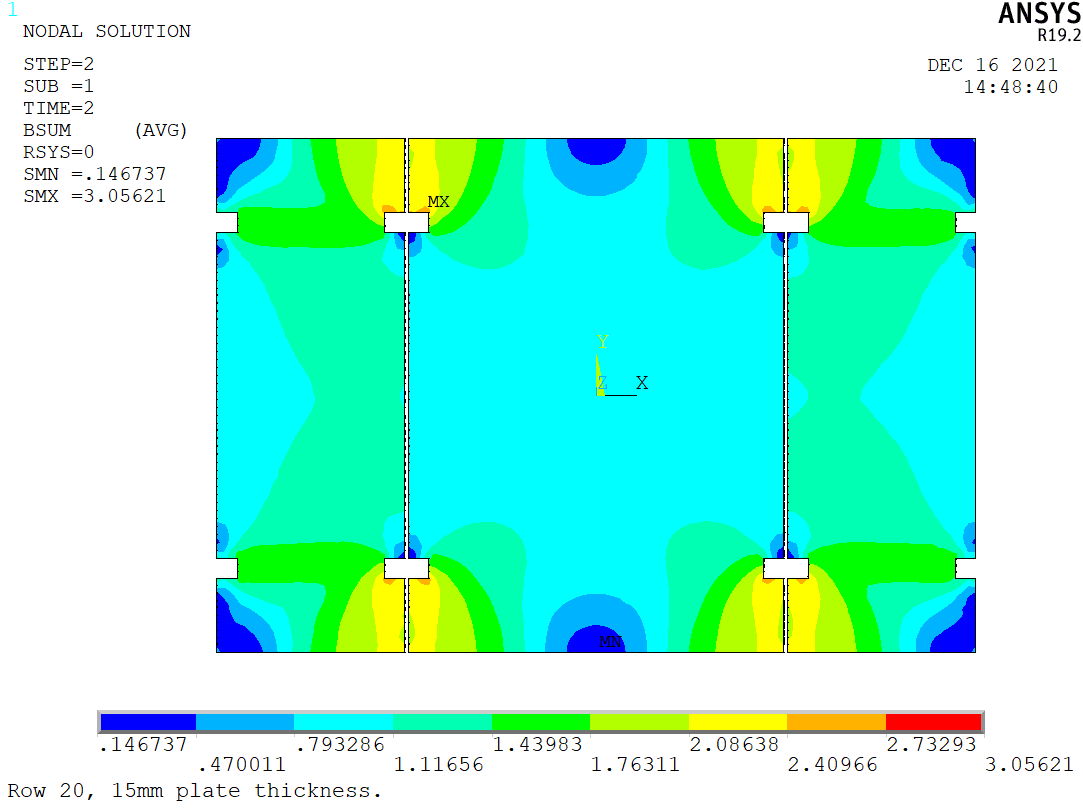 1
ANSYS
R19.2
NODAL SOLUTION
STEP=2
SUB =1
TIME=2
BSUM (AVG)
RSYS=0
SMN =.146737
SMX =3.05621
DEC 16 2021
14:48:40
MX
Y
Z X
MN
.146737 .793286 1.43983 2.08638 2.73293
.470011 1.11656 1.76311 2.40966 3.05621
Row 20, 15mm plate thickness.